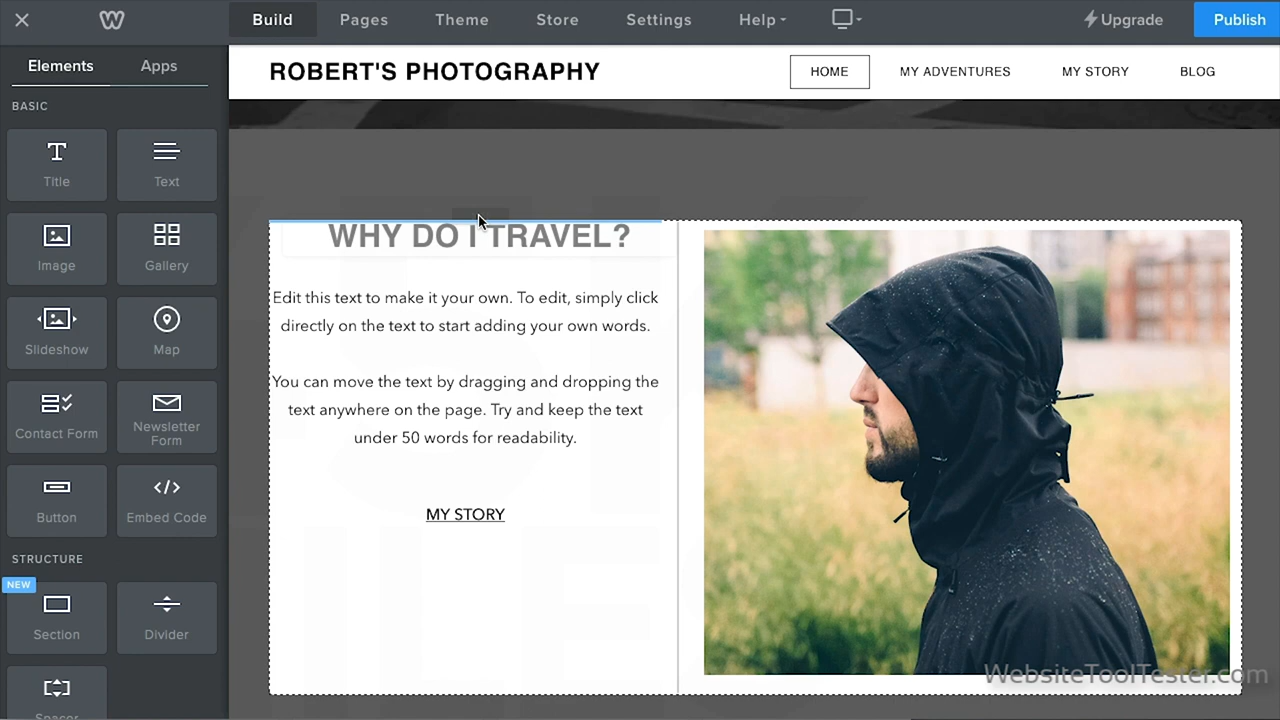 Build Pages Theme Store Settings Help Upgrade Publish
Elements Apps
BASIC
Title Text
Image Gallery
Slideshow Map
Contact Form Newsletter Form
Button Embed Code
STRUCTURE
NEW
Section Divider
Spacer
ROBERT'S PHOTOGRAPHY HOME MY ADVENTURES MY STORY BLOG
WHY DO I TRAVEL?
Edit this text to make it your own. To edit, simply click
directly on the text to start adding your own words.
You can move the text by dragging and dropping the
text anywhere on the page. Try and keep the text
under 50 words for readability.
MY STORY
WebsiteToolTester.com